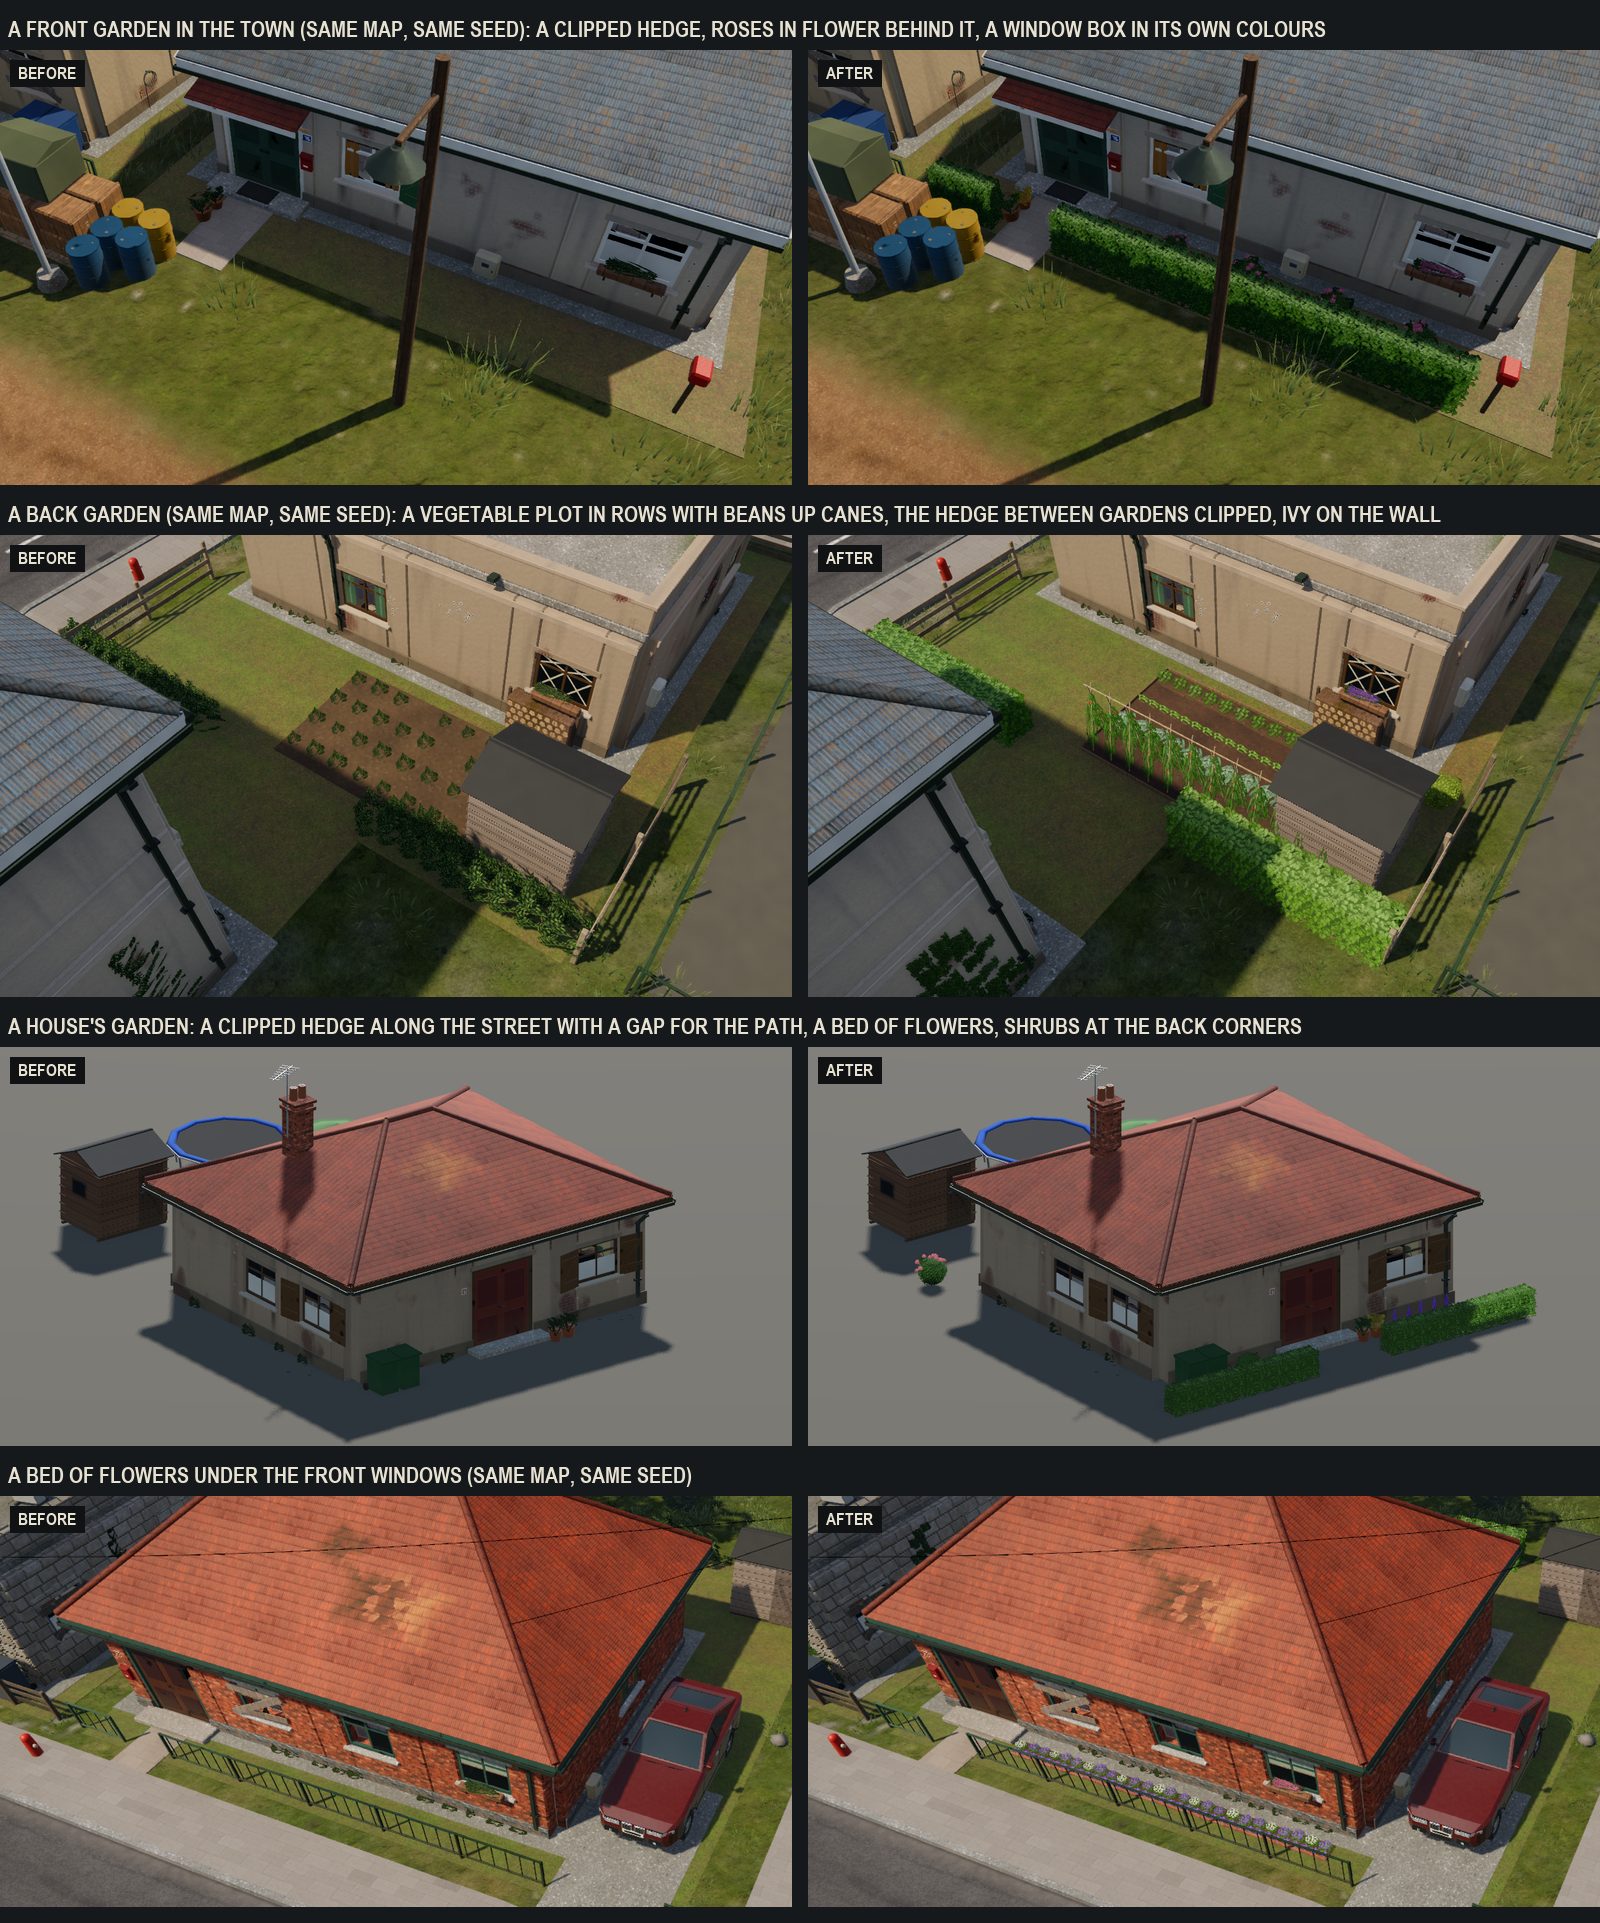 A FRONT GARDEN IN THE TOWN (SAME MAP, SAME SEED): A CLIPPED HEDGE, ROSES IN FLOWER BEHIND IT, A WINDOW BOX IN ITS OWN COLOURS
BEFORE
AFTER
A BACK GARDEN (SAME MAP, SAME SEED): A VEGETABLE PLOT IN ROWS WITH BEANS UP CANES, THE HEDGE BETWEEN GARDENS CLIPPED, IVY ON THE WALL
BEFORE
AFTER
A HOUSE'S GARDEN: A CLIPPED HEDGE ALONG THE STREET WITH A GAP FOR THE PATH, A BED OF FLOWERS, SHRUBS AT THE BACK CORNERS
BEFORE
AFTER
A BED OF FLOWERS UNDER THE FRONT WINDOWS (SAME MAP, SAME SEED)
BEFORE
AFTER